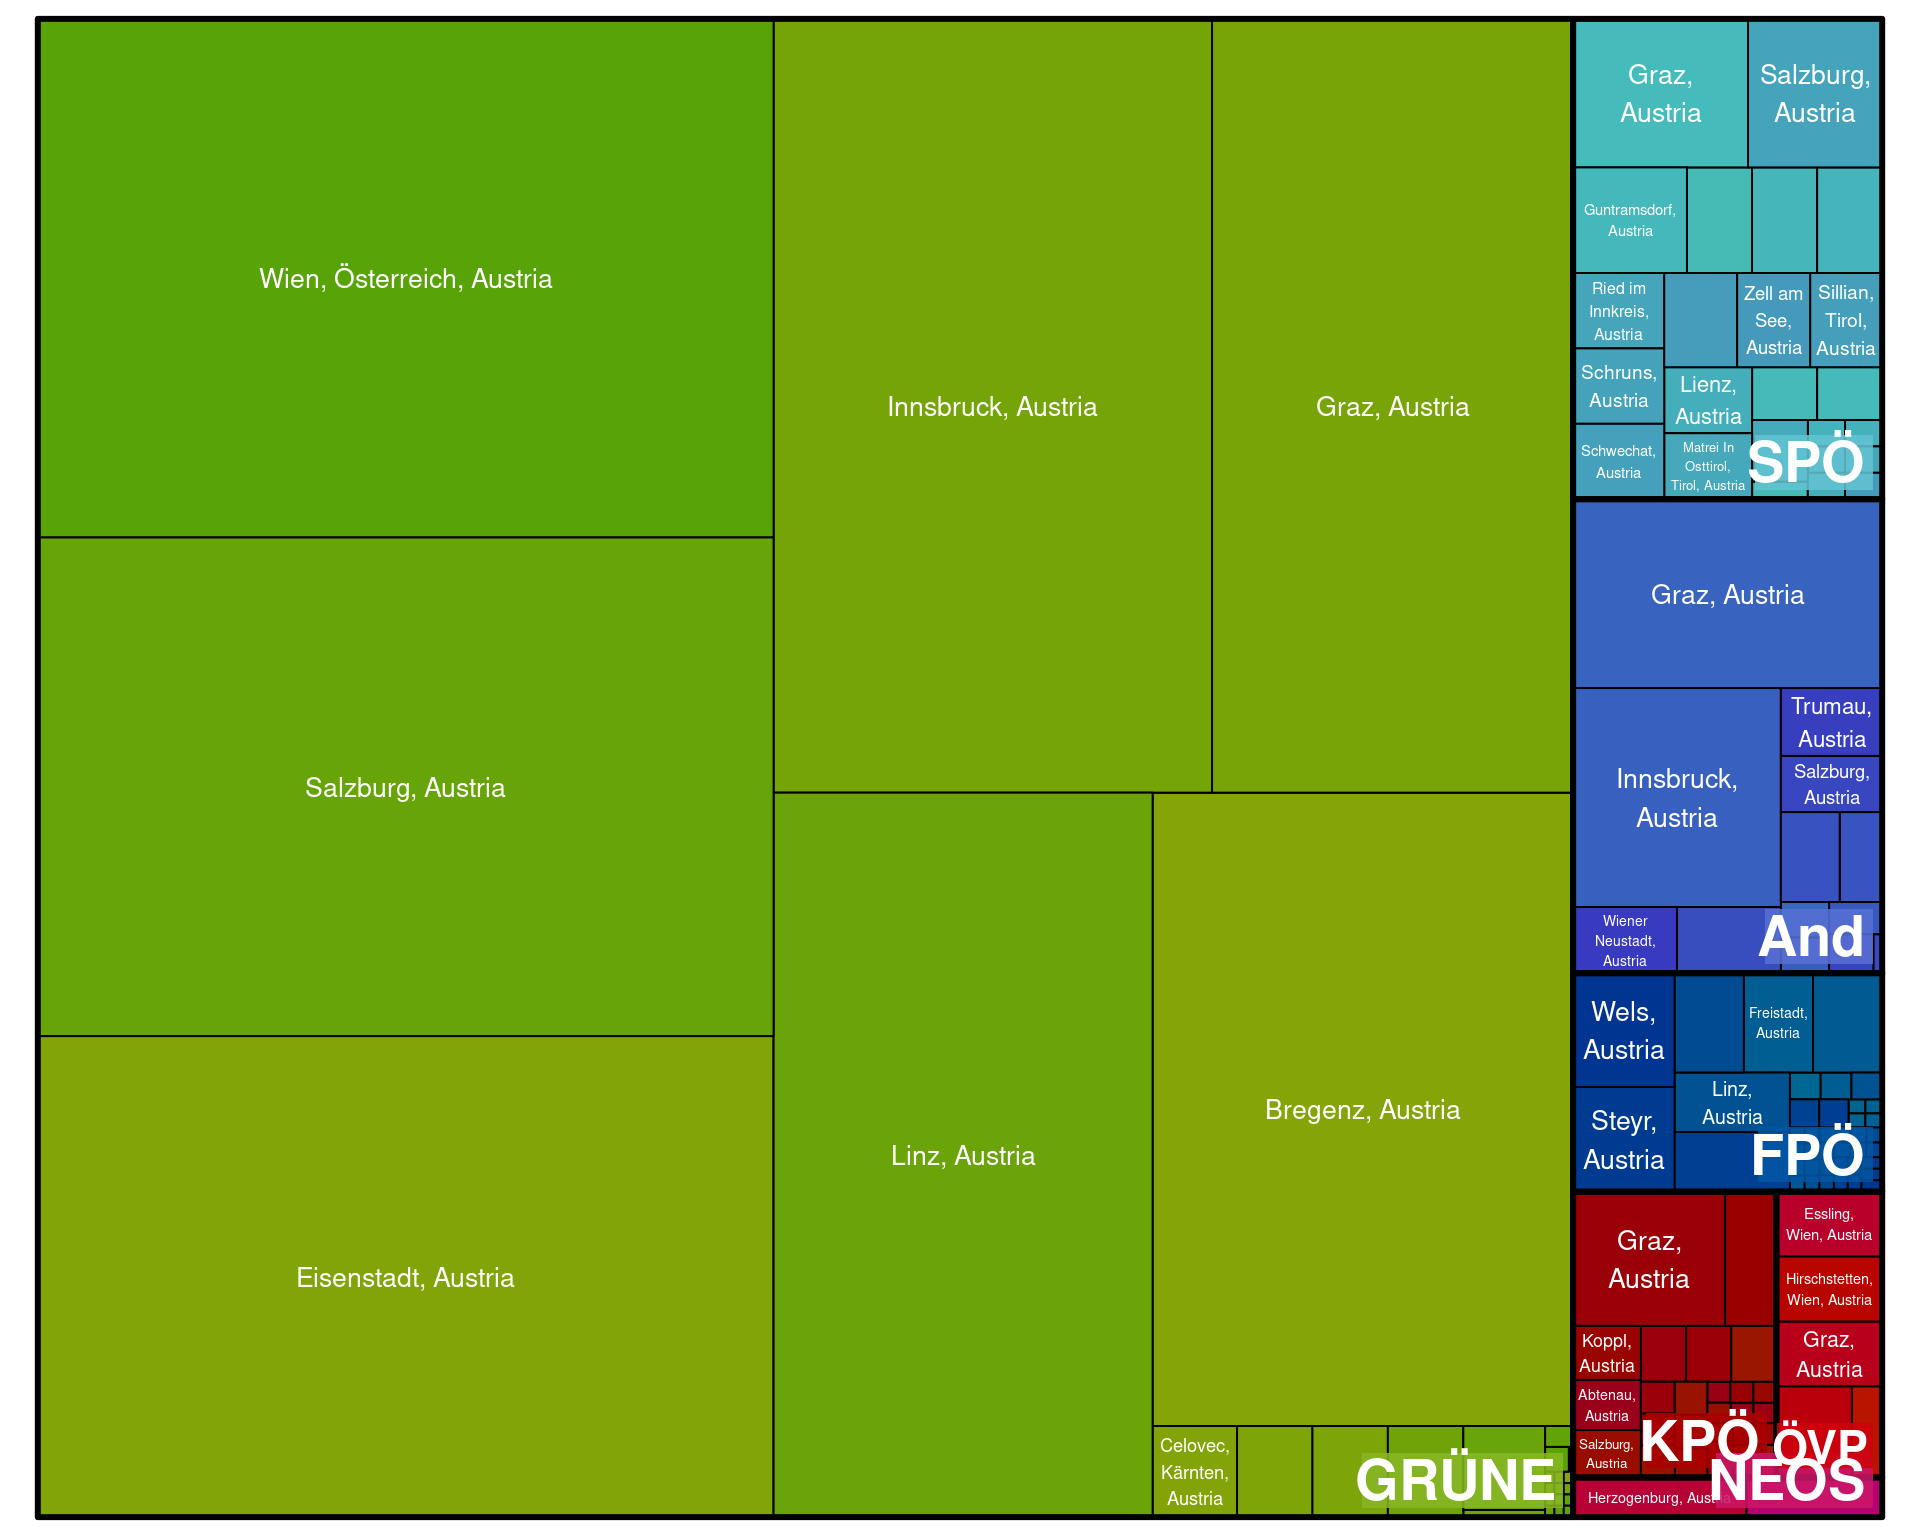 Wien, Österreich, Austria
Salzburg, Austria
Eisenstadt, Austria
Innsbruck, Austria
Graz, Austria
Linz, Austria
Bregenz, Austria
Celovec,
Kärnten,
Austria
GRÜNE
Graz,
Austria
Salzburg,
Austria
Guntramsdorf,
Austria
Ried im
Innkreis,
Austria
Zell am
See,
Austria
Sillian,
Tirol,
Austria
Schruns,
Austria
Lienz,
Austria
Schwechat,
Austria
Matrei In
Osttirol,
Tirol, Austria
SPÖ
Graz, Austria
Innsbruck,
Austria
Trumau,
Austria
Salzburg,
Austria
Wiener
Neustadt,
Austria
And
Wels,
Austria
Freistadt,
Austria
Linz,
Austria
Steyr,
Austria
FPÖ
Graz,
Austria
Koppl,
Austria
Abtenau,
Austria
Salzburg,
Austria
KPÖ
Essling,
Wien, Austria
Hirschstetten,
Wien, Austria
Graz,
Austria
ÖVP
Herzogenburg, Austria
NEOS